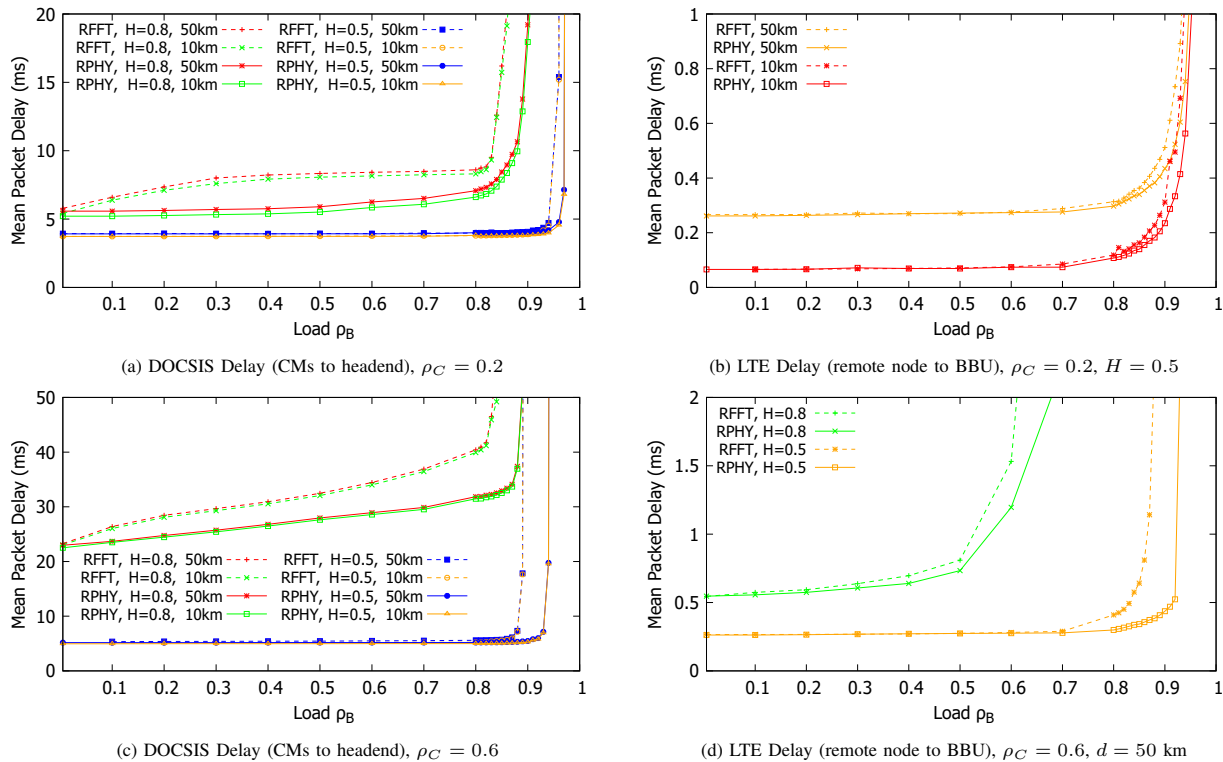 20
15
10
5
0
Mean Packet Delay (ms)
RFFT, H=0.8, 50km
RFFT, H=0.8, 10km
RPHY, H=0.8, 50km
RPHY, H=0.8, 10km
RFFT, H=0.5, 50km
RFFT, H=0.5, 10km
RPHY, H=0.5, 50km
RPHY, H=0.5, 10km
0.1 0.2 0.3 0.4 0.5 0.6 0.7 0.8 0.9 1
Load ρB
(a) DOCSIS Delay (CMs to headend), ρC = 0.2
1
0.8
0.6
0.4
0.2
0
Mean Packet Delay (ms)
RFFT, 50km
RPHY, 50km
RFFT, 10km
RPHY, 10km
0.1 0.2 0.3 0.4 0.5 0.6 0.7 0.8 0.9 1
Load ρB
(b) LTE Delay (remote node to BBU), ρC = 0.2, H = 0.5
50
40
30
20
10
0
Mean Packet Delay (ms)
RFFT, H=0.8, 50km
RFFT, H=0.8, 10km
RPHY, H=0.8, 50km
RPHY, H=0.8, 10km
RFFT, H=0.5, 50km
RFFT, H=0.5, 10km
RPHY, H=0.5, 50km
RPHY, H=0.5, 10km
0.1 0.2 0.3 0.4 0.5 0.6 0.7 0.8 0.9 1
Load ρB
(c) DOCSIS Delay (CMs to headend), ρC = 0.6
2
1.5
1
0.5
0
Mean Packet Delay (ms)
RFFT, H=0.8
RPHY, H=0.8
RFFT, H=0.5
RPHY, H=0.5
0.1 0.2 0.3 0.4 0.5 0.6 0.7 0.8 0.9 1
Load ρB
(d) LTE Delay (remote node to BBU), ρC = 0.6, d = 50 km